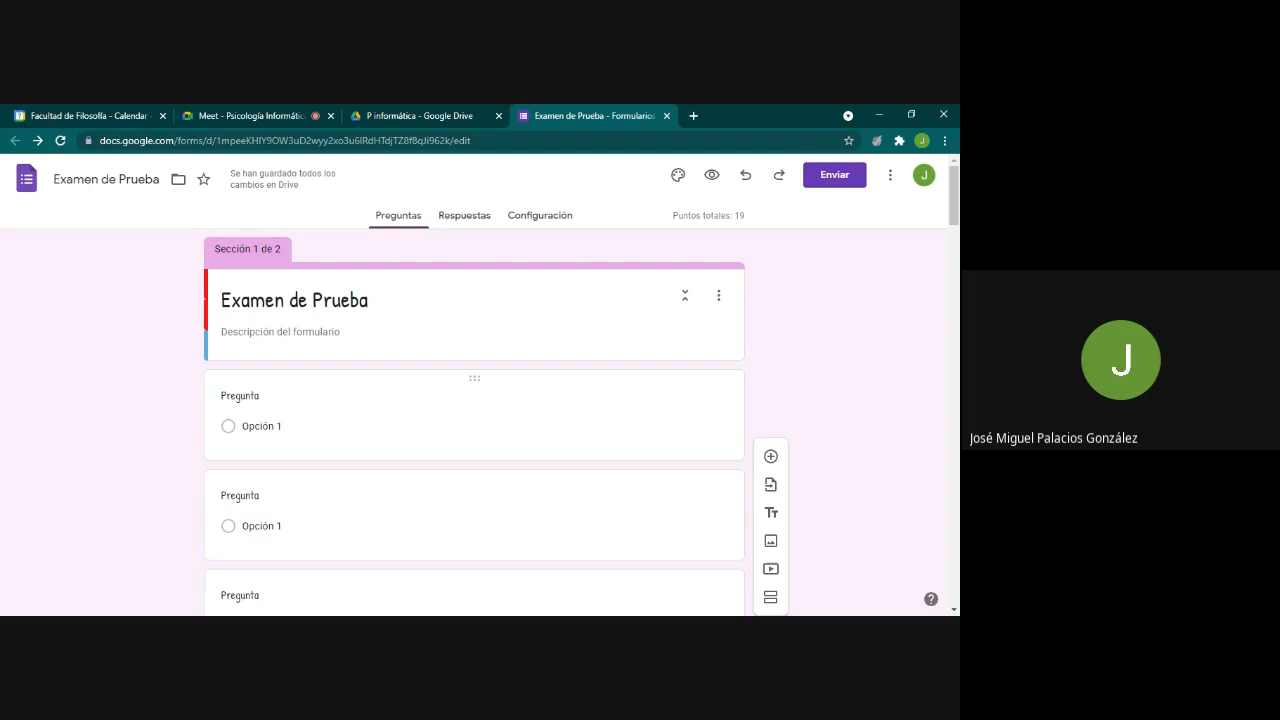 Facultad de Filosofía - Calendar
Meet - Psicología Informátic
P informática - Google Drive
Examen de Prueba - Formularios
docs.google.com/forms/d/1mpeeKHIY9OW3uD2wyy2xo3u6lRdHTdjTZ8f8qJi962k/edit
J
Examen de Prueba
Se han guardado todos los
cambios en Drive
Enviar
J
Preguntas
Respuestas
Configuración
Puntos totales: 19
Sección 1 de 2
Examen de Prueba
Descripción del formulario
Pregunta
Opción 1
Pregunta
Opción 1
Pregunta
J
José Miguel Palacios González